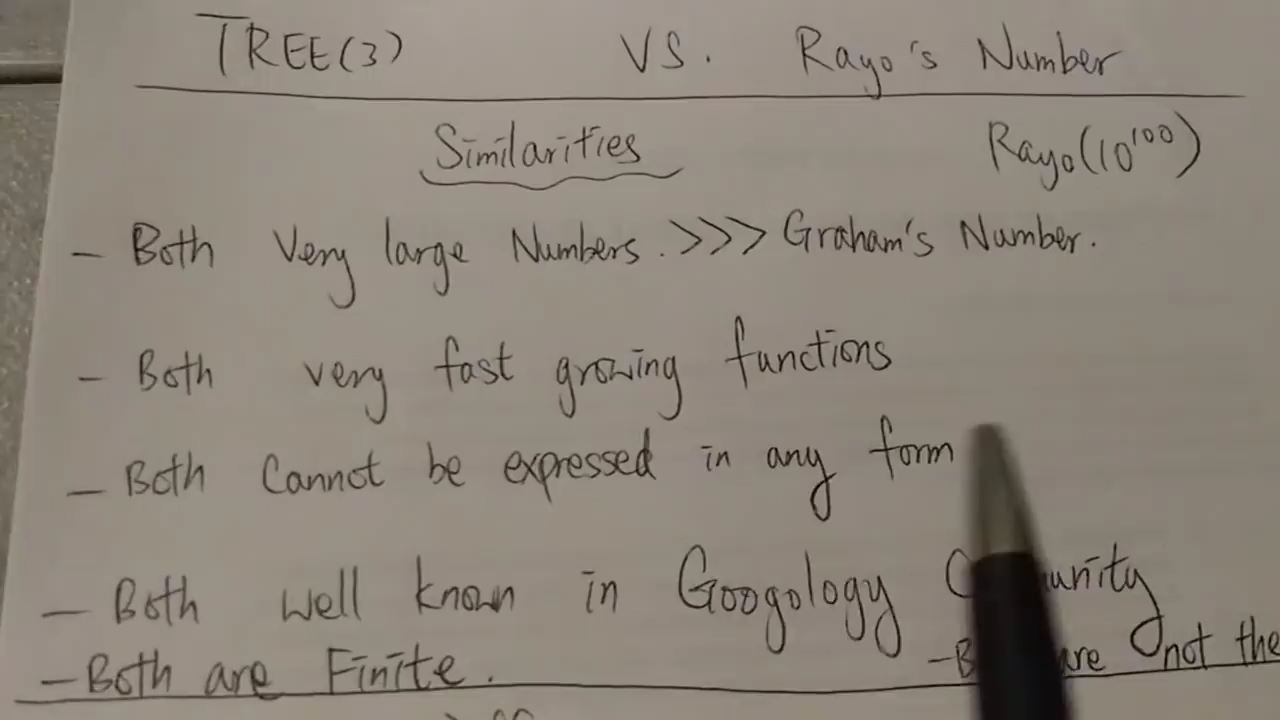 TREE(3) VS. Rayo's Number
Similarities Rayo(10^100)
- Both Very large Numbers. >>> Graham's Number.
- Both very fast growing functions
- Both Cannot be expressed in any form
- Both well known in Googology
- Both are Finite. - are not the